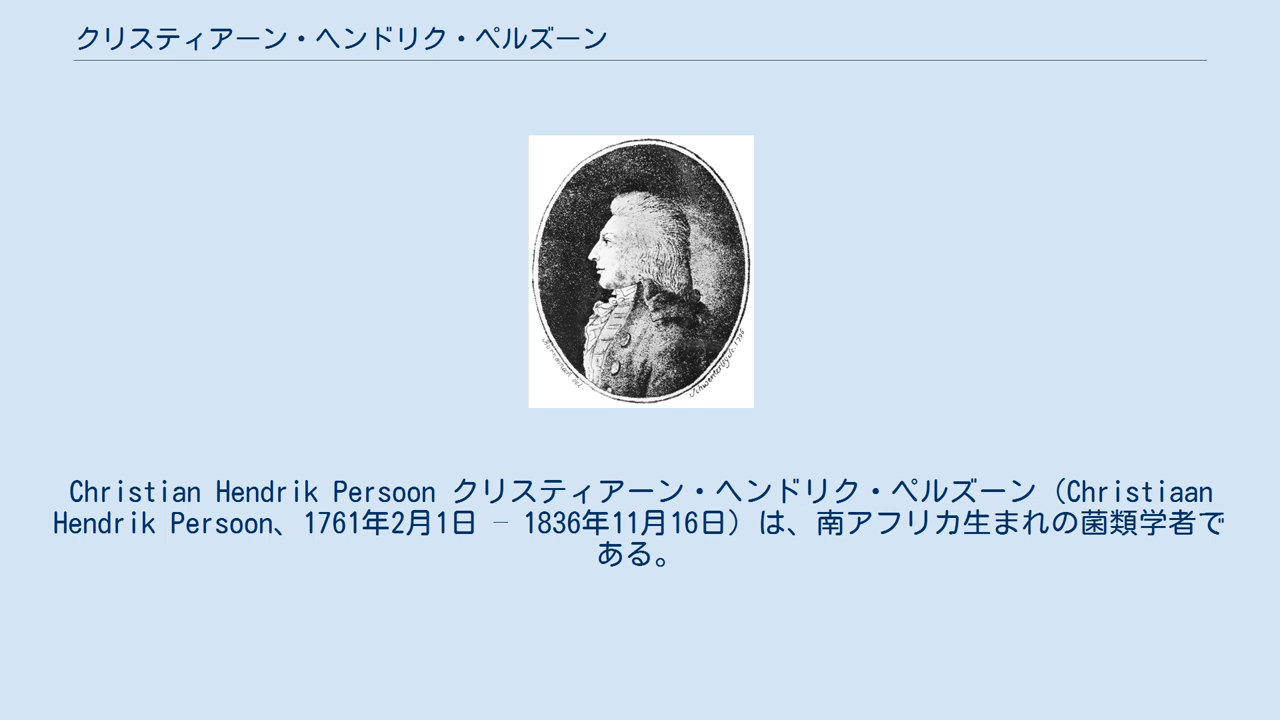 クリスティアーン・ヘンドリク・ペルズーン
Christian Hendrik Persoon クリスティアーン・ヘンドリク・ペルズーン（Christiaan
Hendrik Persoon、1761年2月1日 – 1836年11月16日）は、南アフリカ生まれの菌類学者で
ある。